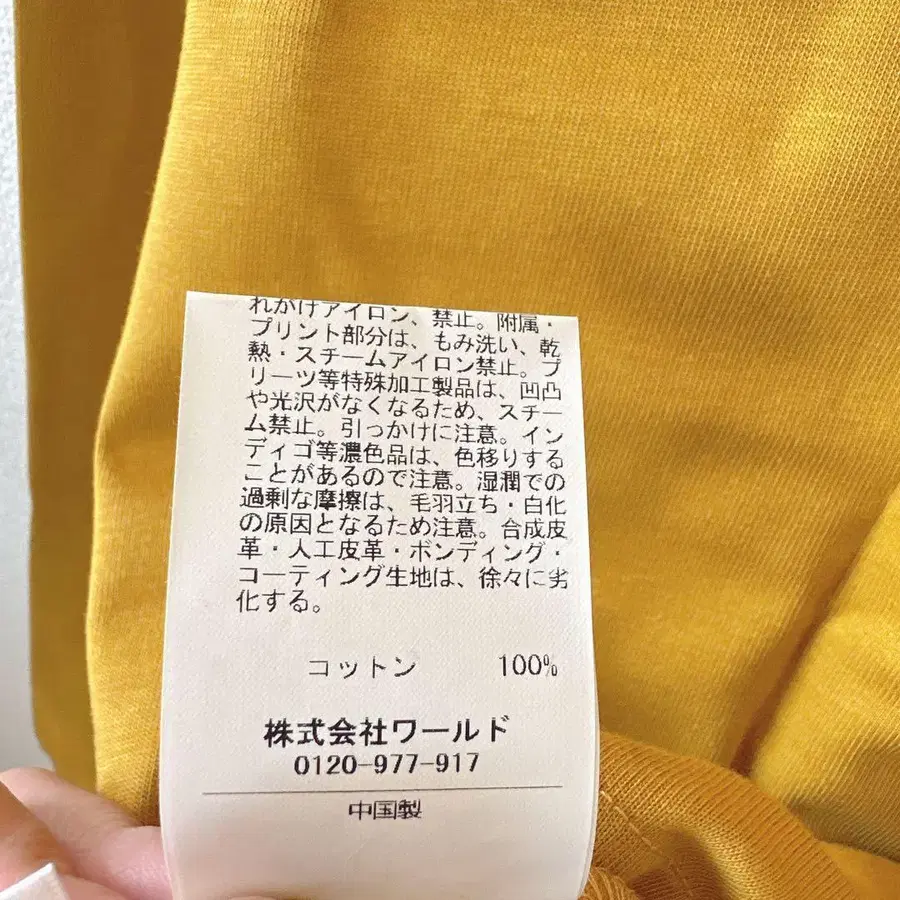 れかけアイロン、禁止。附属・
プリント部分は、もみ洗い、乾
熱・スチームアイロン禁止。プ
リーツ等特殊加工製品は、凹凸
や光沢がなくなるため、スチー
ム禁止。引っかけに注意。イン
ディゴ等濃色品は、色移りする
ことがあるので注意。湿潤での
過剰な摩擦は、毛羽立ち・白化
の原因となるため注意。合成皮
革・人工皮革・ボンディング・
コーティング生地は、徐々に劣
化する。
コットン 100%
株式会社ワールド
0120-977-917
中国製